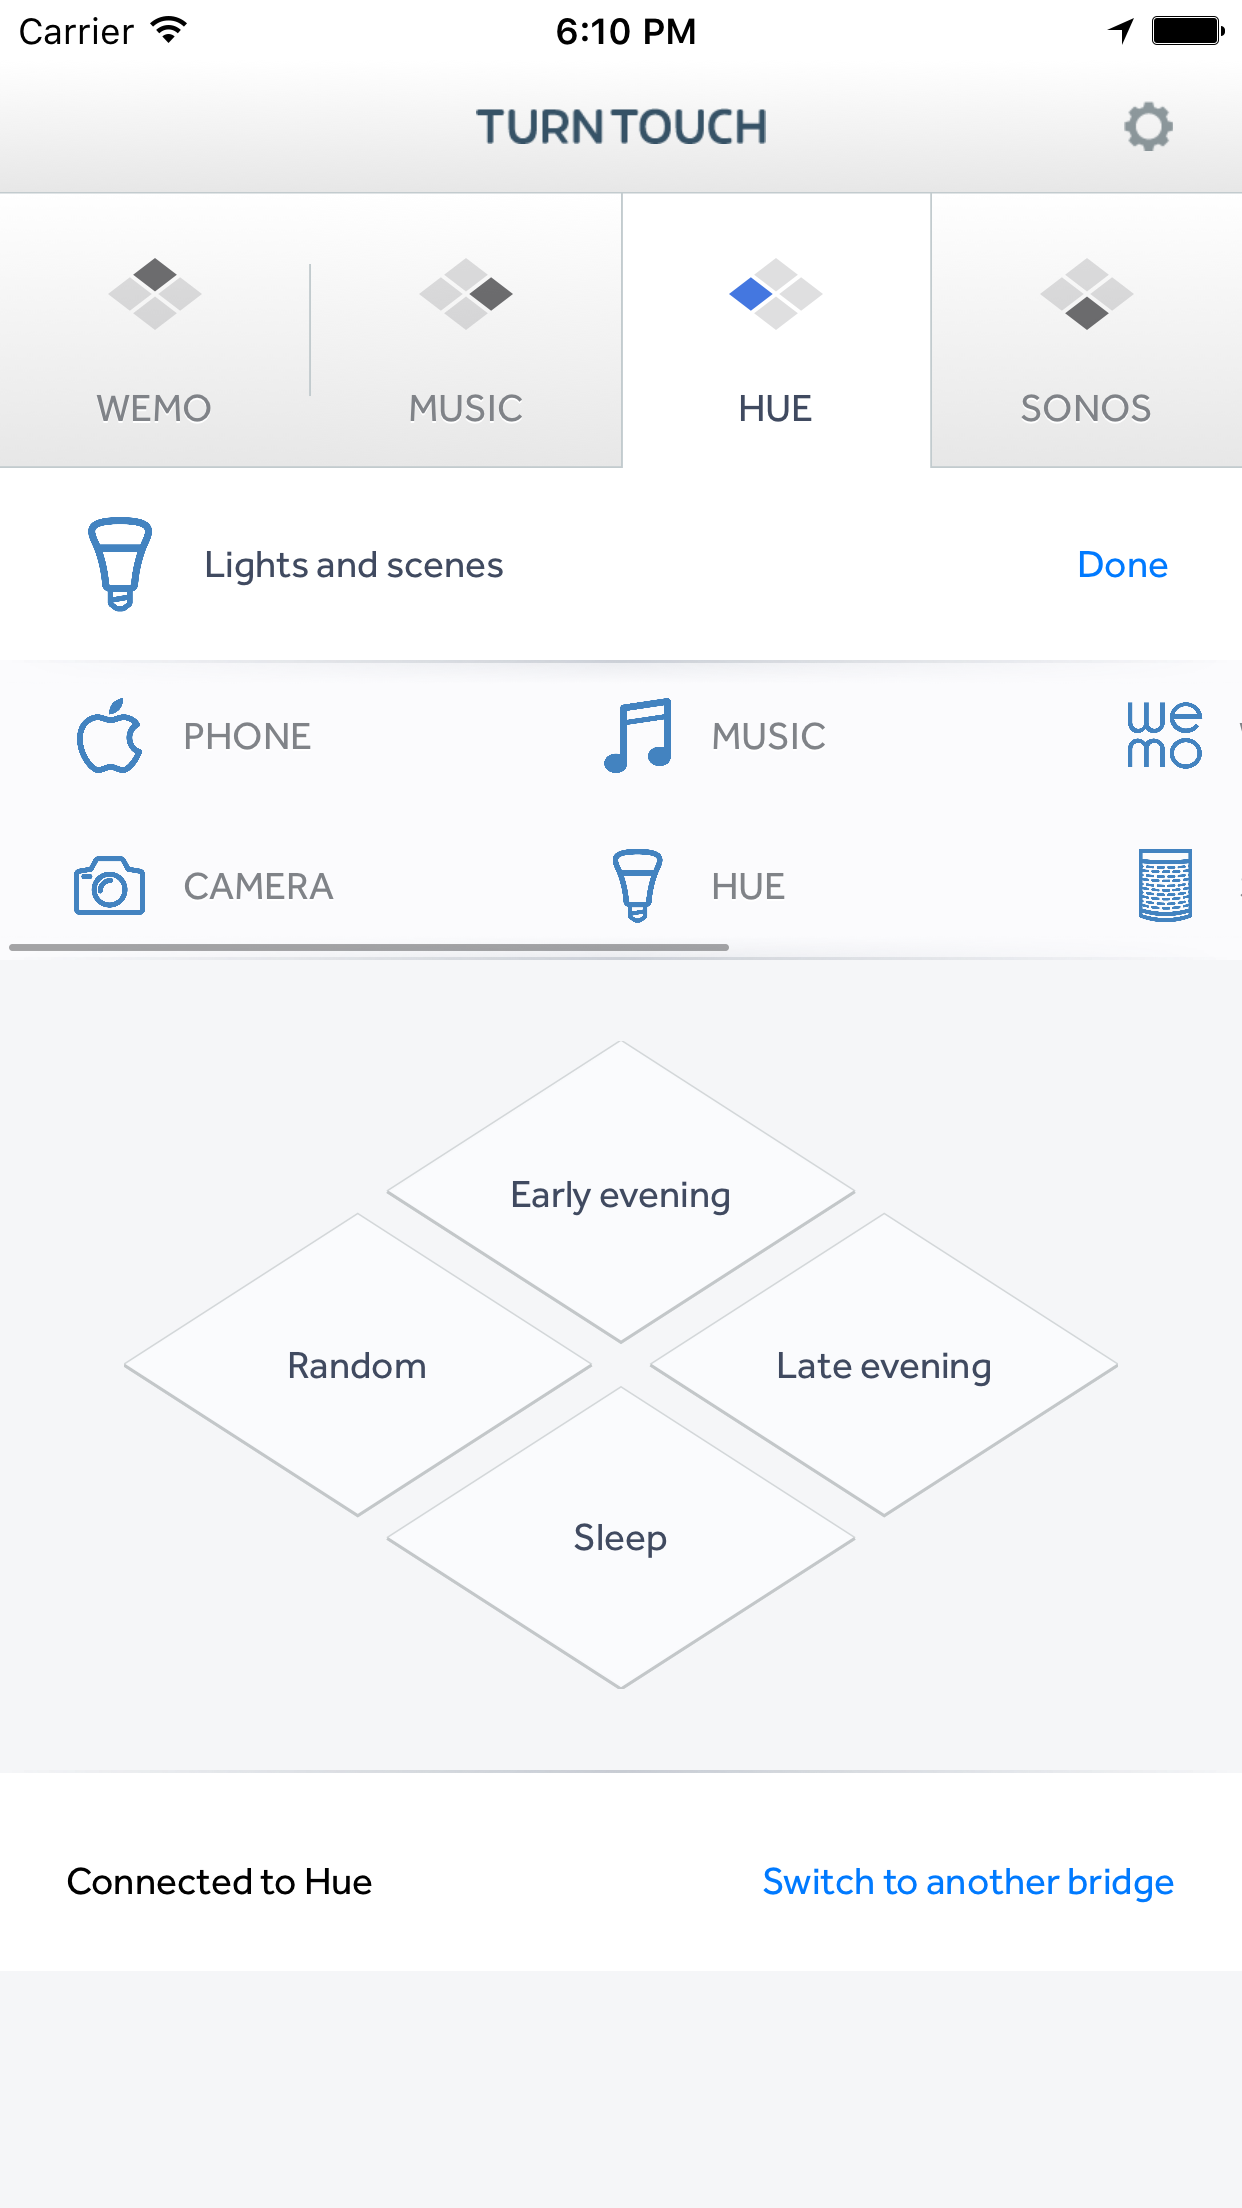 Carrier 6:10 PM
TURN TOUCH
WEMO MUSIC HUE SONOS
Lights and scenes Done
PHONE MUSIC we
mo
CAMERA HUE
Early evening
Random Late evening
Sleep
Connected to Hue Switch to another bridge